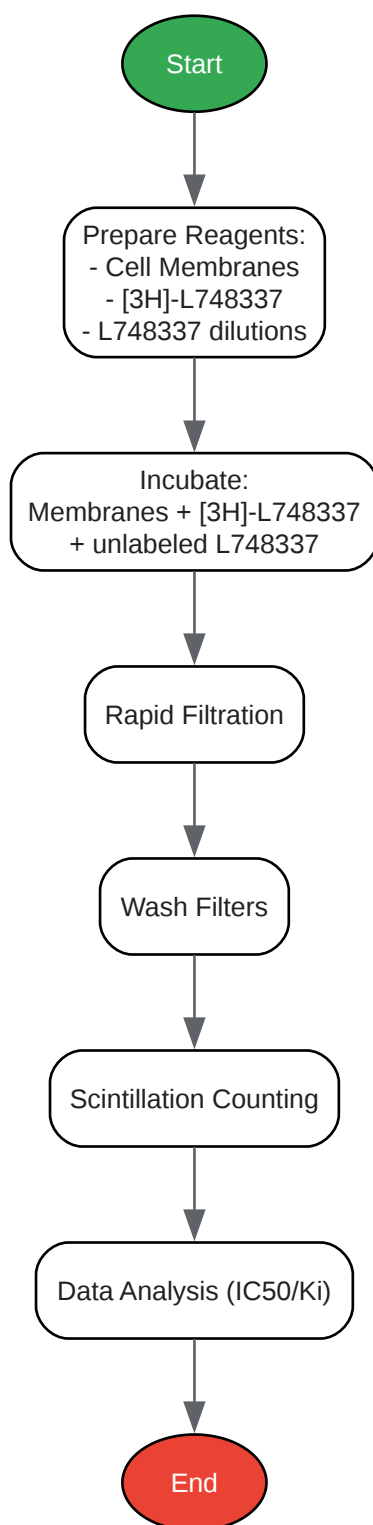 Start
Prepare Reagents:
- Cell Membranes
- [3H]-L748337
- L748337 dilutions
Incubate:
Membranes + [3H]-L748337
+ unlabeled L748337
Rapid Filtration
Wash Filters
Scintillation Counting
Data Analysis (IC50/Ki)
End